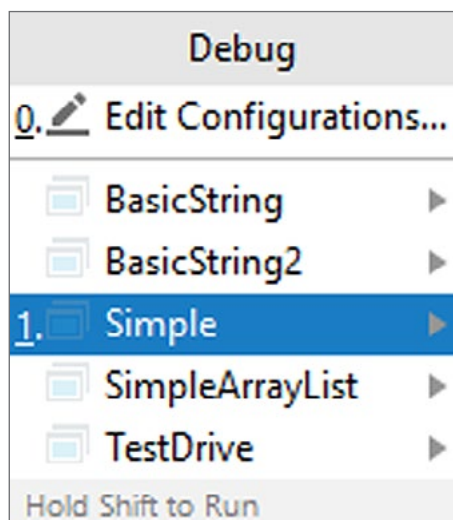 Debug
0. Edit Configurations...
BasicString
BasicString2
1. Simple
SimpleArrayList
TestDrive
Hold Shift to Run